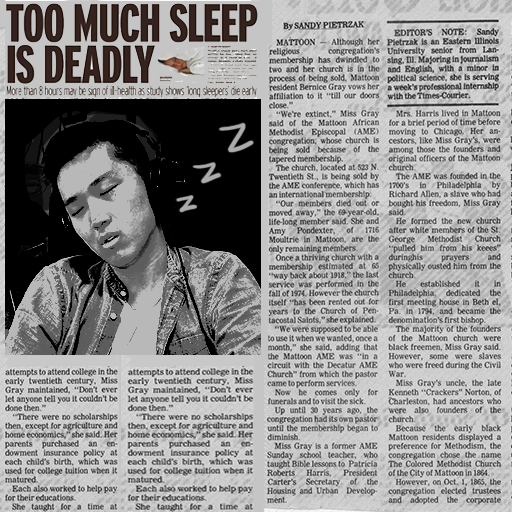 TOO MUCH SLEEP
IS DEADLY
More than 8 hours may be sign of ill-health as study shows 'long sleepers' die early
Z
Z
Z
Z
attempts to attend college in the
early twentieth century, Miss
Gray maintained, "Don't ever
let anyone tell you it couldn't be
done then."
"There were no scholarships
then, except for agriculture and
home economics," she said. Her
parents purchased an en-
dowment insurance policy at
each child's birth, which was
used for college tuition when it
matured.
Each also worked to help pay
for their educations.
She taught for a time at
attempts to attend college in the
early twentieth century, Miss
Gray maintained, "Don't ever
let anyone tell you it couldn't be
done then."
"There were no scholarships
then, except for agriculture and
home economics," she said. Her
parents purchased an en-
dowment insurance policy at
each child's birth, which was
used for college tuition when it
matured.
Each also worked to help pay
for their educations.
She taught for a time at
By SANDY PIETRZAK
MATTOON — Although her
religious congregation's
membership has dwindled to
two and her church is in the
process of being sold, Mattoon
resident Bernice Gray vows her
affiliation to it "till our doors
close."
"We're extinct," Miss Gray
said of the Mattoon African
Methodist Episcopal (AME)
congregation, whose church is
being sold because of the
tapered membership.
The church, located at 523 N.
Twentieth St., is being sold by
the AME conference, which has
an international membership.
"Our members died out or
moved away," the 69-year-old,
life-long member said. She and
Amy Pondexter, of 1716
Moultrie in Mattoon, are the
only remaining members.
Once a thriving church with a
membership estimated at 65
"way back about 1918," the last
service was performed in the
fall of 1974. However the church
itself "has been rented out for
years to the Church of Pen-
tacostal Saints," she explained.
"We were supposed to be able
to use it when we wanted, once a
month," she said, adding that
the Mattoon AME was "in a
circuit with the Decatur AME
Church" from which the pastor
came to perform services.
Now he comes only for
funerals and to visit the sick.
Up until 30 years ago, the
congregation had its own pastor
until the membership began to
diminish.
Miss Gray is a former AME
Sunday school teacher, who
taught Bible lessons to Patricia
Roberts Harris, President
Carter's Secretary of the
Housing and Urban Develop-
ment.
EDITOR'S NOTE: Sandy
Pietrzak is an Eastern Illinois
University senior from Lan-
sing, Ill. Majoring in journalism
and English, with a minor in
political science, she is serving
a week's professional internship
with the Times-Courier.
Mrs. Harris lived in Mattoon
for a brief period of time before
moving to Chicago. Her an-
cestors, like Miss Gray's, were
among those the founders and
original officers of the Mattoon
church.
The AME was founded in the
1700's in Philadelphia by
Richard Allen, a slave who had
bought his freedom, Miss Gray
said.
He formed the new church
after white members of the St.
George Methodist Church
"pulled him from his knees"
during his prayers and
physically ousted him from the
church.
He established it in
Philadelphia, dedicated the
first meeting house in Beth el,
Pa. in 1794, and became the
denomination's first bishop.
The majority of the founders
of the Mattoon church were
black freemen, Miss Gray said.
However, some were slaves
who were freed during the Civil
War.
Miss Gray's uncle, the late
Kenneth "Crackers" Norton, of
Charleston, had ancestors who
were also founders of the
church.
Because the early black
Mattoon residents displayed a
preference for Methodism, the
congregation chose the name
The Colored Methodist Church
of the City of Mattoon in 1864.
However, on Oct. 1, 1865, the
congregation elected trustees
and adopted the corporate